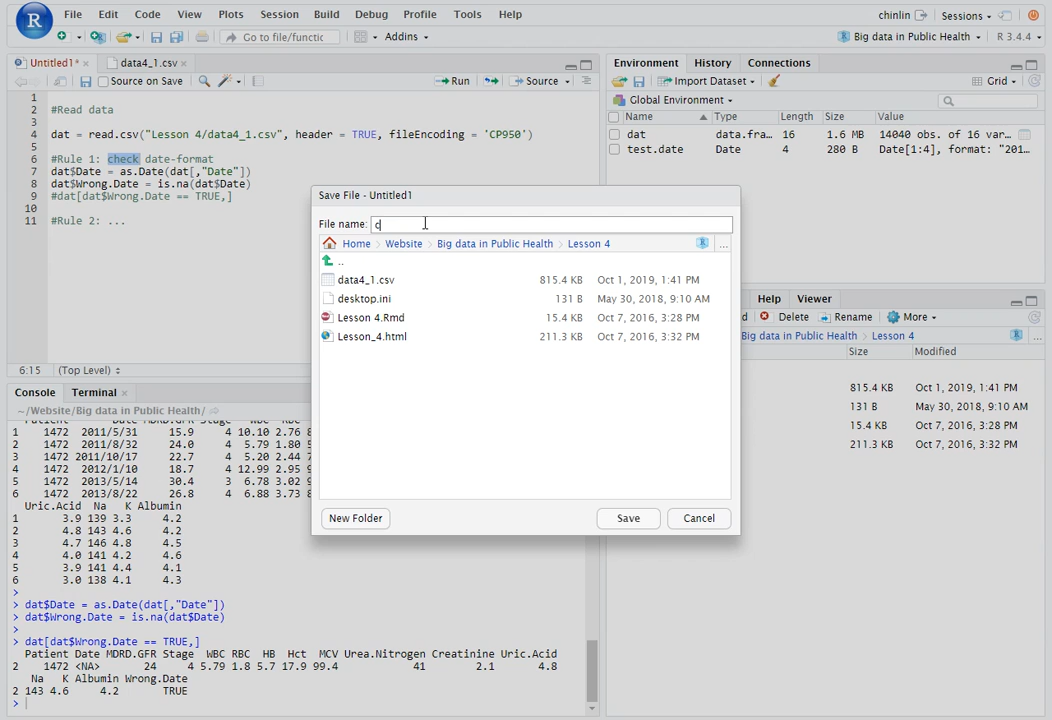 File Edit Code View Plots Session Build Debug Profile Tools Help
chinlin Sessions
Go to file/functic Addins Big data in Public Health R 3.4.4
Untitled1* data4_1.csv
Source on Save Run Source
1
2 #Read data
3
4 dat = read.csv("Lesson 4/data4_1.csv", header = TRUE, fileEncoding = 'CP950')
5
6 #Rule 1: check date-format
7 dat$Date = as.Date(dat[,"Date"])
8 dat$Wrong.Date = is.na(dat$Date)
9 #dat[dat$Wrong.Date == TRUE,]
10
11 #Rule 2: ...
6:15 (Top Level)
Environment History Connections
Import Dataset Grid
Global Environment
Name Type Length Size Value
dat data.fra... 16 1.6 MB 14040 obs. of 16 var...
test.date Date 4 280 B Date[1:4], format: "201...
Save File - Untitled1
File name: c
Home Website Big data in Public Health Lesson 4 ...
..
data4_1.csv 815.4 KB Oct 1, 2019, 1:41 PM
desktop.ini 131 B May 30, 2018, 9:10 AM
Lesson 4.Rmd 15.4 KB Oct 7, 2016, 3:28 PM
Lesson_4.html 211.3 KB Oct 7, 2016, 3:32 PM
New Folder Save Cancel
Help Viewer
d Delete Rename More
Big data in Public Health Lesson 4 ...
Size Modified
815.4 KB Oct 1, 2019, 1:41 PM
131 B May 30, 2018, 9:10 AM
15.4 KB Oct 7, 2016, 3:28 PM
211.3 KB Oct 7, 2016, 3:32 PM
Console Terminal
~/Website/Big data in Public Health/
Patient Date MDRD.GFR Stage WBC RBC
1 1472 2011/5/31 15.9 4 10.10 2.76
2 1472 2011/8/32 24.0 4 5.79 1.80
3 1472 2011/10/17 22.7 4 5.20 2.44
4 1472 2012/1/10 18.7 4 12.99 2.95
5 1472 2013/5/14 30.4 3 6.78 3.02
6 1472 2013/8/22 26.8 4 6.88 3.73
Uric.Acid Na K Albumin
1 3.9 139 3.3 4.2
2 4.8 143 4.6 4.2
3 4.7 146 4.8 4.5
4 4.0 141 4.2 4.6
5 3.9 141 4.4 4.1
6 3.0 138 4.1 4.3
>
> dat$Date = as.Date(dat[,"Date"])
> dat$Wrong.Date = is.na(dat$Date)
>
> dat[dat$Wrong.Date == TRUE,]
Patient Date MDRD.GFR Stage WBC RBC HB Hct MCV Urea.Nitrogen Creatinine Uric.Acid
2 1472 <NA> 24 4 5.79 1.8 5.7 17.9 99.4 41 2.1 4.8
Na K Albumin Wrong.Date
2 143 4.6 4.2 TRUE
>